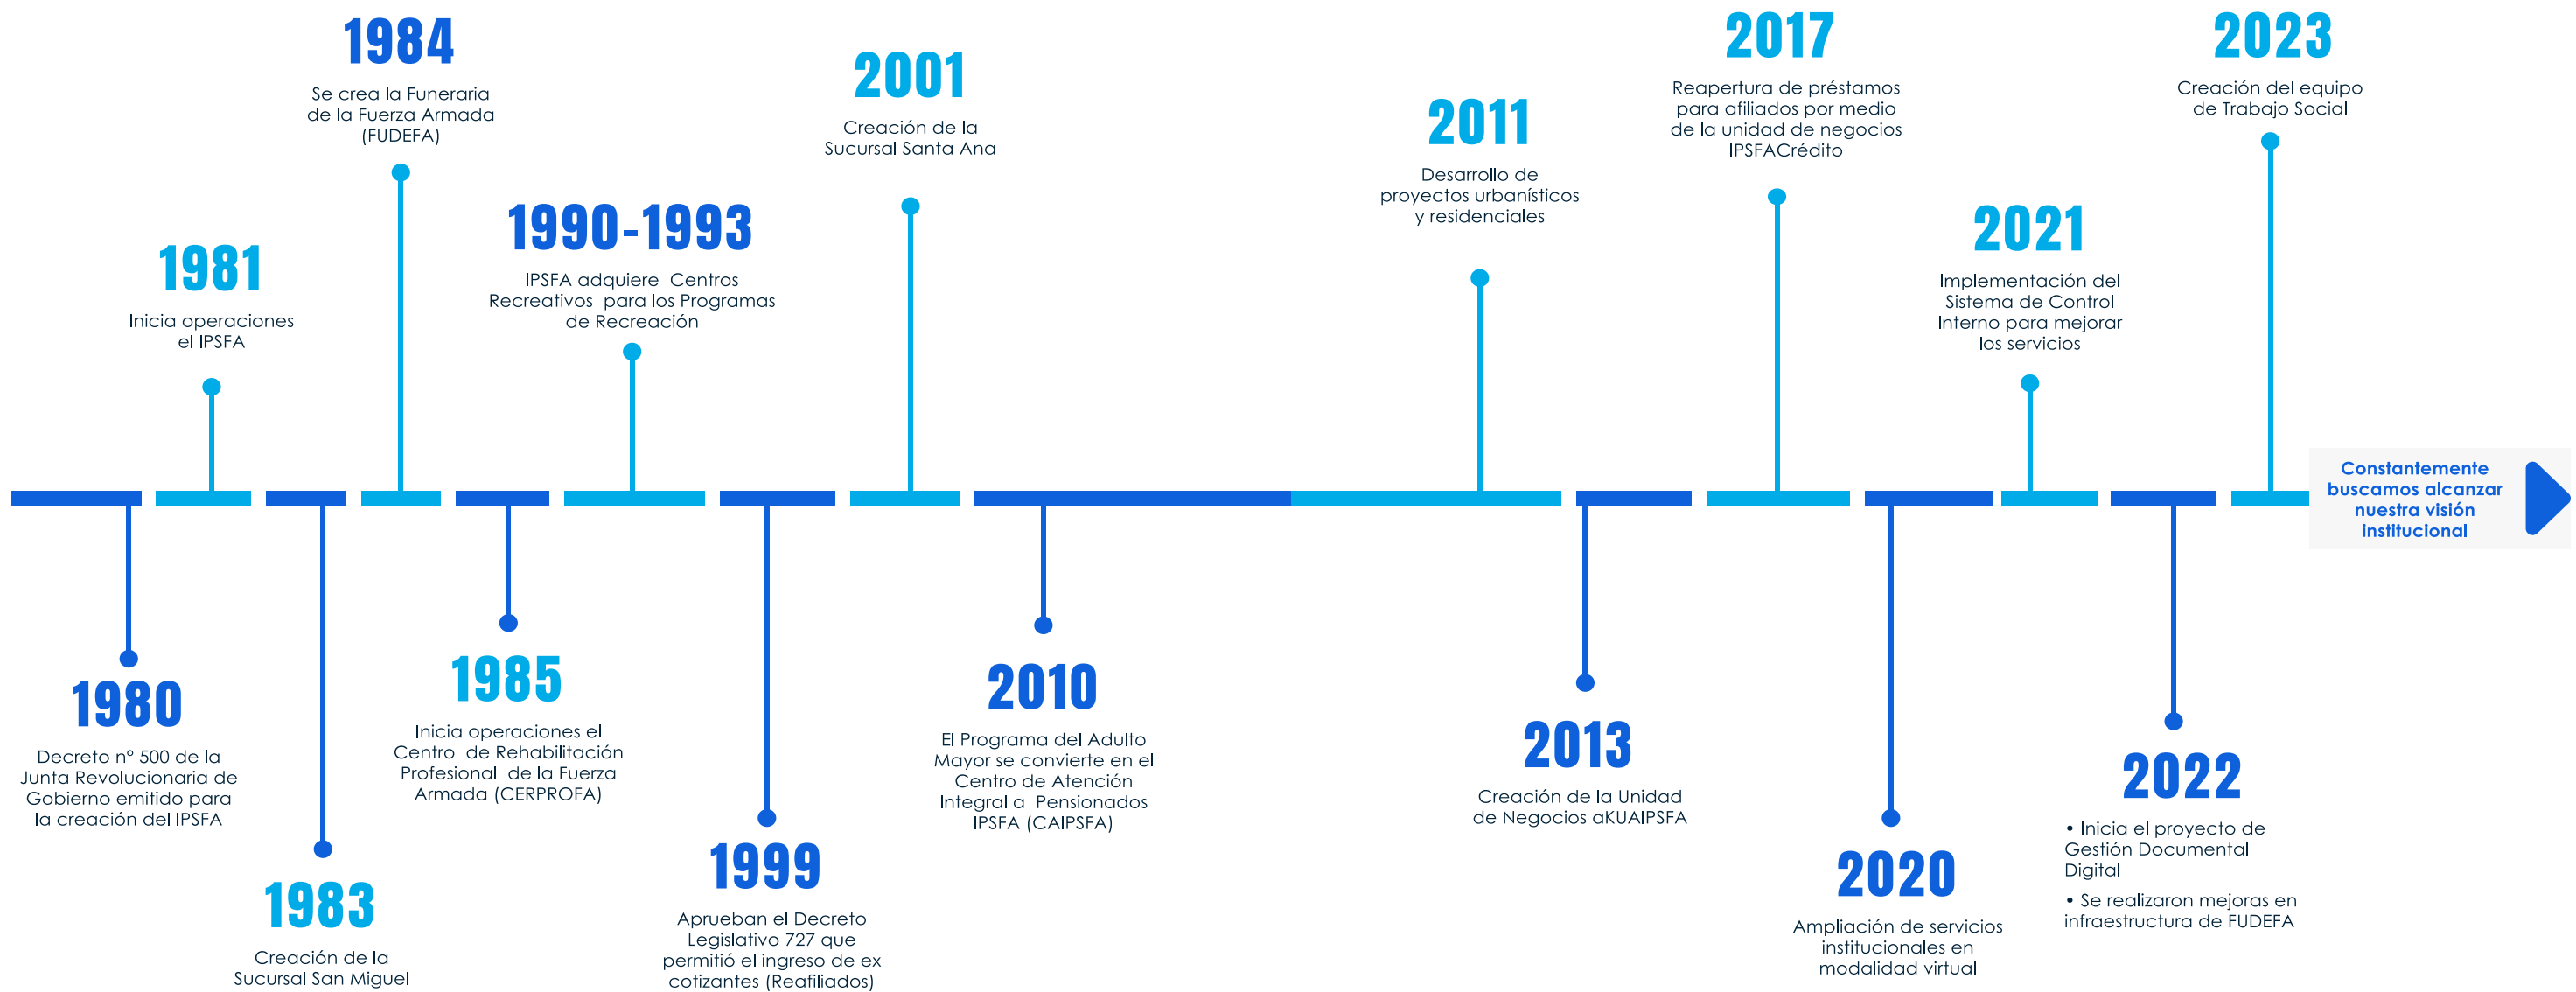 1984
Se crea la Funeraria
de la Fuerza Armada
(FUDEFA)
2001
Creación de la
Sucursal Santa Ana
2017
Reapertura de préstamos
para afiliados por medio
de la unidad de negocios
IPSFACrédito
2023
Creación del equipo
de Trabajo Social
2011
Desarrollo de
proyectos urbanísticos
y residenciales
1981
Inicia operaciones
el IPSFA
1990-1993
IPSFA adquiere Centros
Recreativos para los Programas
de Recreación
2021
Implementación del
Sistema de Control
Interno para mejorar
los servicios
Constantemente
buscamos alcanzar
nuestra visión
institucional
1980
Decreto n° 500 de la
Junta Revolucionaria de
Gobierno emitido para
la creación del IPSFA
1983
Creación de la
Sucursal San Miguel
1985
Inicia operaciones el
Centro de Rehabilitación
Profesional de la Fuerza
Armada (CERPROFA)
1999
Aprueban el Decreto
Legislativo 727 que
permitió el ingreso de ex
cotizantes (Reafiliados)
2010
El Programa del Adulto
Mayor se convierte en el
Centro de Atención
Integral a Pensionados
IPSFA (CAIPSFA)
2013
Creación de la Unidad
de Negocios aKUAIPSFA
2020
Ampliación de servicios
institucionales en
modalidad virtual
2022
• Inicia el proyecto de
Gestión Documental
Digital
• Se realizaron mejoras en
infraestructura de FUDEFA